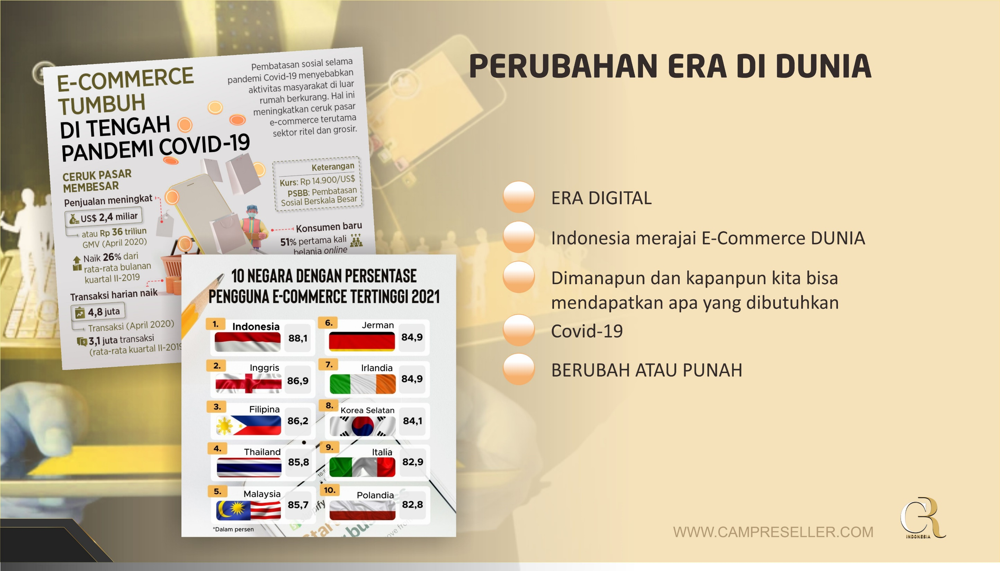 PERUBAHAN ERA DI DUNIA
E-COMMERCE
TUMBUH
DI TENGAH
PANDEMI COVID-19
Pembatasan sosial selama
pandemi Covid-19 menyebabkan
aktivitas masyarakat di luar
rumah berkurang. Hal ini
meningkatkan ceruk pasar
e-commerce terutama
sektor ritel dan grosir.
Keterangan
Kurs: Rp 14.900/US$
PSBB: Pembatasan
Sosial Berskala Besar
CERUK PASAR
MEMBESAR
Penjualan meningkat
US$ 2,4 miliar
atau Rp 36 triliun
GMV (April 2020)
Naik 26% dari
rata-rata bulanan
kuartal II-2019
Transaksi harian naik
4,8 juta
Transaksi (April 2020)
3,1 juta transaksi
(rata-rata kuartal II-2019
Konsumen baru
51% pertama kali
belanja online
10 NEGARA DENGAN PERSENTASE
PENGGUNA E-COMMERCE TERTINGGI 2021
1. Indonesia 88,1
2. Inggris 86,9
3. Filipina 86,2
4. Thailand 85,8
5. Malaysia 85,7
6. Jerman 84,9
7. Irlandia 84,9
8. Korea Selatan 84,1
9. Italia 82,9
10. Polandia 82,8
*Dalam persen
ERA DIGITAL
Indonesia merajai E-Commerce DUNIA
Dimanapun dan kapanpun kita bisa
mendapatkan apa yang dibutuhkan
Covid-19
BERUBAH ATAU PUNAH
WWW.CAMPRESELLER.COM
CR
INDONESIA